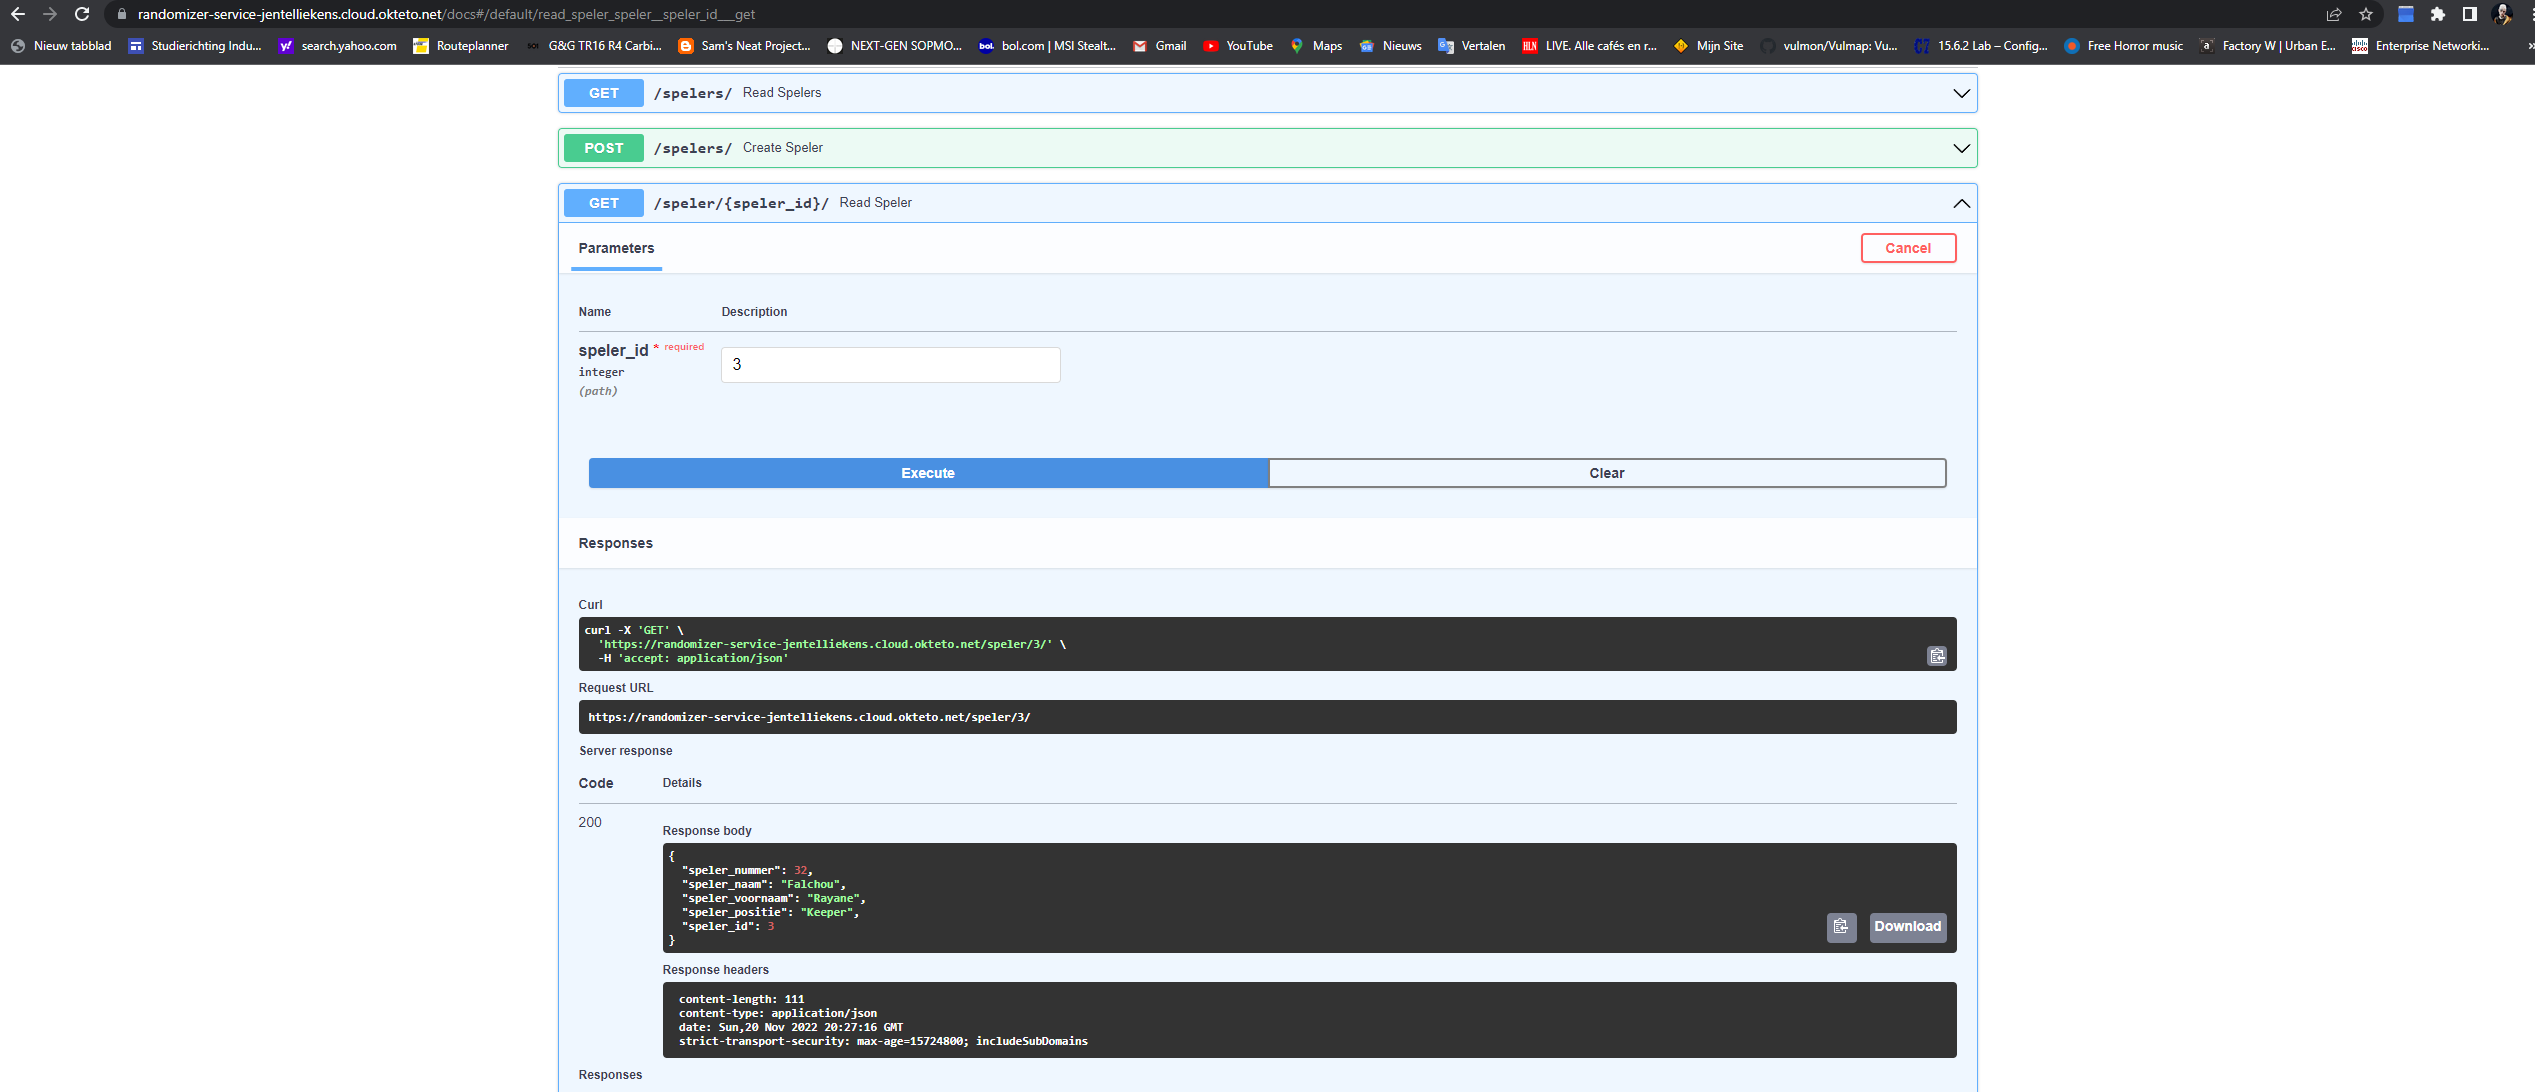 randomizer-service-jentelliekens.cloud.okteto.net/docs#/default/read_speler_speler__speler_id___get
Nieuw tabblad Studierichting Indu... search.yahoo.com Routeplanner G&G TR16 R4 Carbi... Sam's Neat Project... NEXT-GEN SOPMO... bol.com | MSI Stealt... Gmail YouTube Maps Nieuws Vertalen LIVE. Alle cafés en r... Mijn Site vulmon/Vulmap: Vu... 15.6.2 Lab – Config... Free Horror music Factory W | Urban E... Enterprise Networki... »
GET /spelers/ Read Spelers
POST /spelers/ Create Speler
GET /speler/{speler_id}/ Read Speler
Parameters Cancel
Name Description
speler_id * required
3
integer
(path)
Execute Clear
Responses
Curl
curl -X 'GET' \
'https://randomizer-service-jentelliekens.cloud.okteto.net/speler/3/' \
-H 'accept: application/json'
Request URL
https://randomizer-service-jentelliekens.cloud.okteto.net/speler/3/
Server response
Code Details
200
Response body
{
"speler_nummer": 32,
"speler_naam": "Falchou",
"speler_voornaam": "Rayane",
"speler_positie": "Keeper",
"speler_id": 3
}
Download
Response headers
content-length: 111
content-type: application/json
date: Sun,20 Nov 2022 20:27:16 GMT
strict-transport-security: max-age=15724800; includeSubDomains
Responses